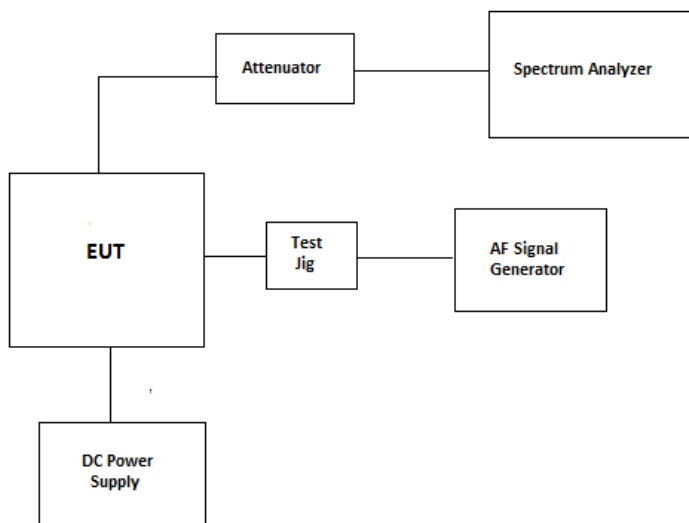 Attenuator
Spectrum Analyzer
EUT
Test
Jig
AF Signal
Generator
DC Power
Supply